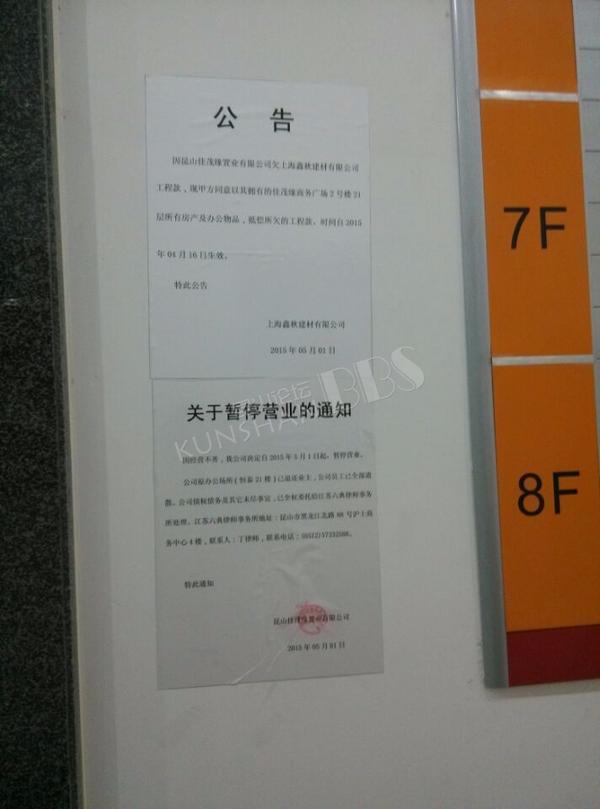 公 告
因昆山佳茂缘置业有限公司欠上海鑫秋建材有限公司
工程款，现甲方同意以其拥有的佳茂缘商务广场2号楼21
层所有房产及办公物品，抵偿所欠的工程款。时间自2015
年04月16日生效。
特此公告
上海鑫秋建材有限公司
2015年05月01日
关于暂停营业的通知
因经营不善，我公司决定自2015年5月1日起，暂停营业。
公司原办公场所（恒泰21楼）已退还业主，公司员工已全部遣
散。公司债权债务及其它未尽事宜，已全权委托给江苏六典律师事务
所处理。江苏六典律师事务所地址：昆山市黑龙江北路88号沪上商
务中心4楼，联系人：丁律师，联系电话：
特此通知
昆山佳茂缘置业有限公司
2015年05月01日
7F
8F
KUNSHAN BBS